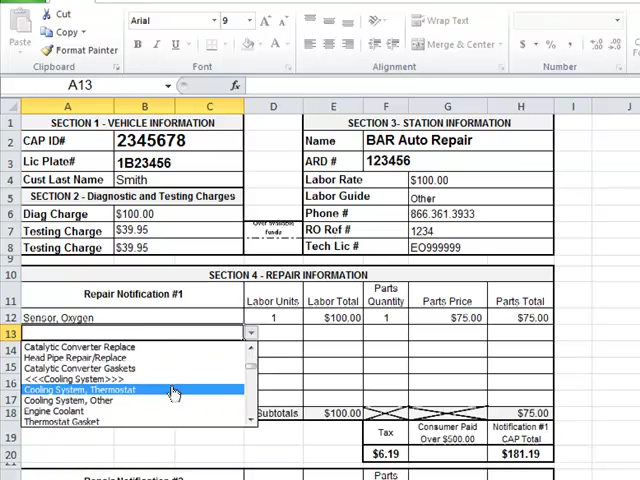 Cut
Copy
Format Painter
Paste
Clipboard
Arial
9
A
A
B
I
U
A
Font
Wrap Text
Merge & Center
Alignment
$
%
,
Number
A13
fx
A B C D E F G H I J
1 SECTION 1 - VEHICLE INFORMATION SECTION 3- STATION INFORMATION
2 CAP ID# 2345678 Name BAR Auto Repair
3 Lic Plate# 1B23456 ARD # 123456
4 Cust Last Name Smith Labor Rate $100.00
5 SECTION 2 - Diagnostic and Testing Charges Labor Guide Other
6 Diag Charge $100.00 Phone # 866.361.3933
7 Testing Charge $39.95 Over available funds RO Ref # 1234
8 Testing Charge $39.95 Tech Lic # EO999999
9
10 SECTION 4 - REPAIR INFORMATION
11 Repair Notification #1 Labor Units Labor Total Parts Quantity Parts Price Parts Total
12 Sensor, Oxygen 1 $100.00 1 $75.00 $75.00
13
14 Catalytic Converter Replace
Head Pipe Repair/Replace
15 Catalytic Converter Gaskets
<<<Cooling System>>>
16 Cooling System, Thermostat
17 Cooling System, Other
18 Engine Coolant Subtotals $100.00 $75.00
Thermostat Gasket
19 Tax Consumer Paid Over $500.00 Notification #1 CAP Total
20 $6.19 $181.19
21
Parts